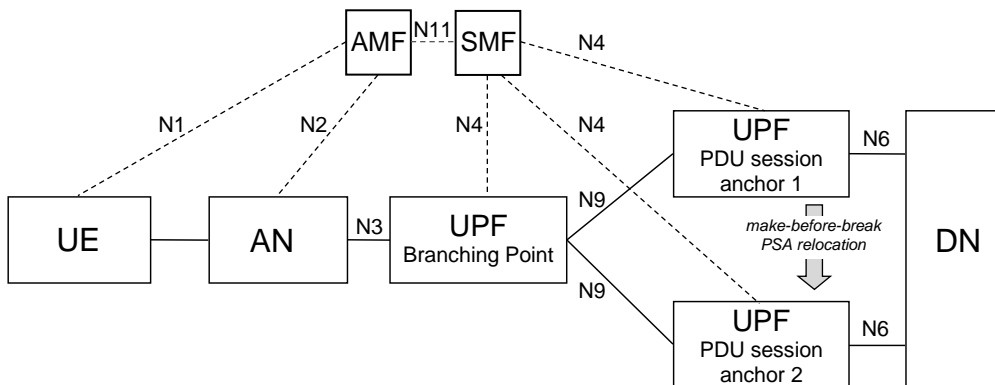 N11
AMF
SMF
N4
N1
N2
N4
N4
UPF
PDU session
anchor 1
N6
UE
AN
N3
UPF
Branching Point
N9
make-before-break
PSA relocation
DN
N9
UPF
PDU session
anchor 2
N6